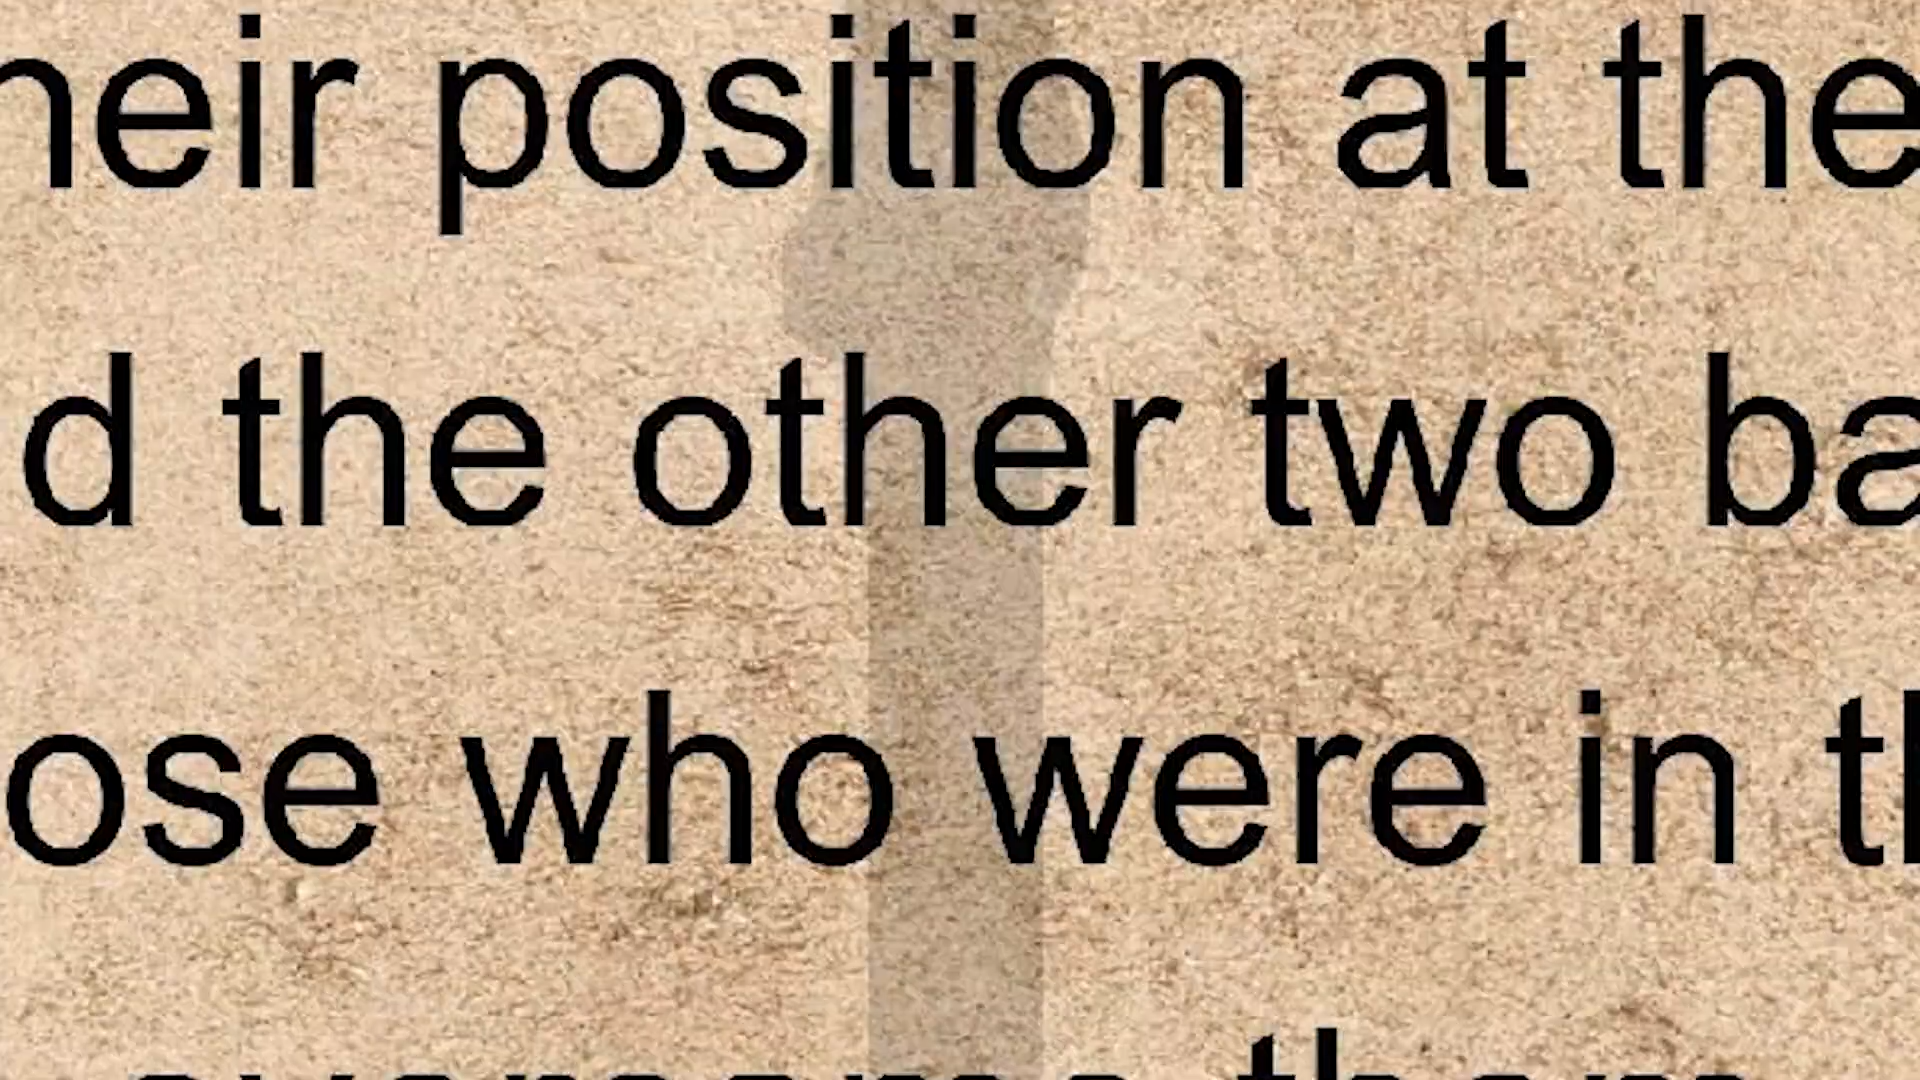 heir position at the
d the other two ba
ose who were in th